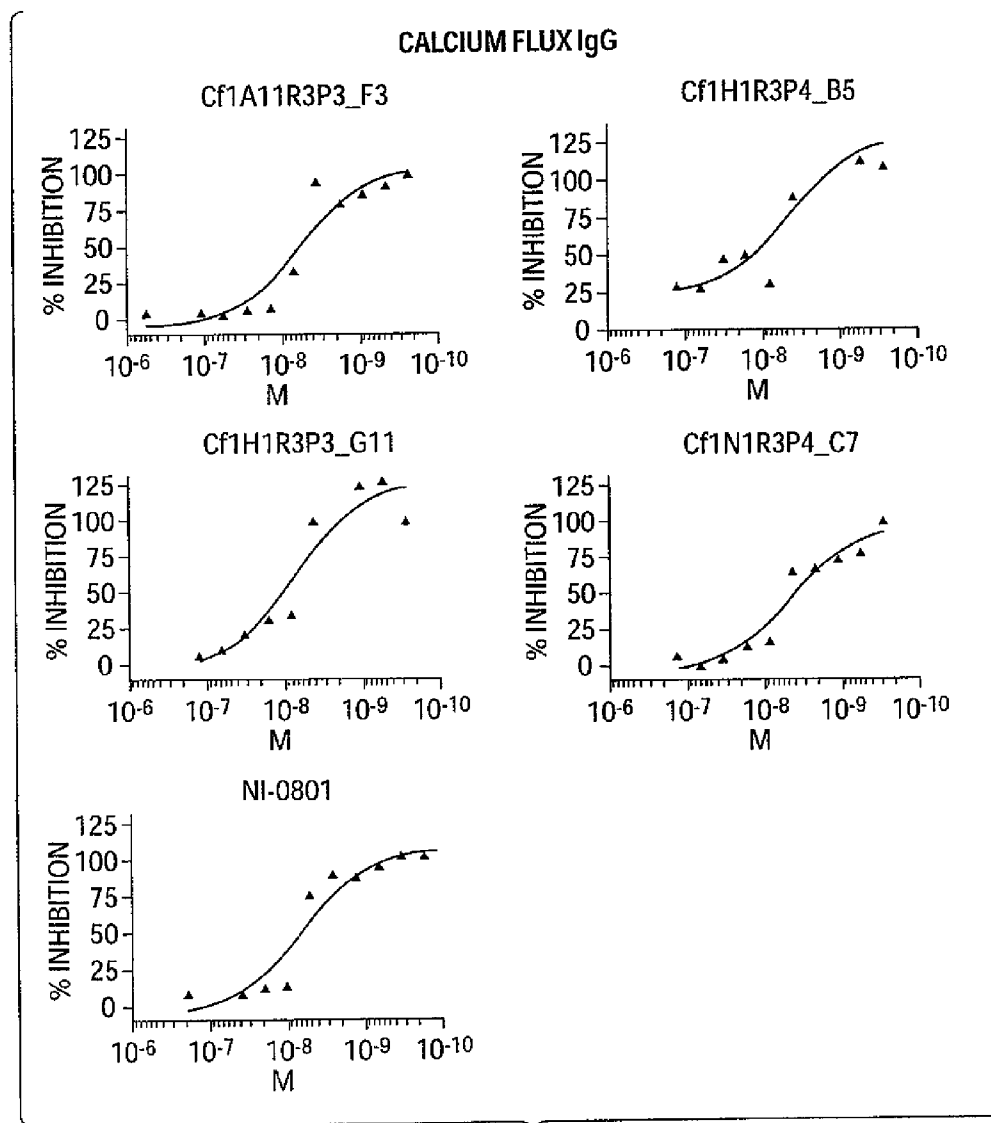 CALCIUM FLUX IgG
Cf1A11R3P3_F3
% INHIBITION
125
100
75
50
25
0
10-6 10-7 10-8 10-9 10-10
M
Cf1H1R3P4_B5
% INHIBITION
125
100
75
50
25
0
10-6 10-7 10-8 10-9 10-10
M
Cf1H1R3P3_G11
% INHIBITION
125
100
75
50
25
0
10-6 10-7 10-8 10-9 10-10
M
Cf1N1R3P4_C7
% INHIBITION
125
100
75
50
25
0
10-6 10-7 10-8 10-9 10-10
M
NI-0801
% INHIBITION
125
100
75
50
25
0
10-6 10-7 10-8 10-9 10-10
M